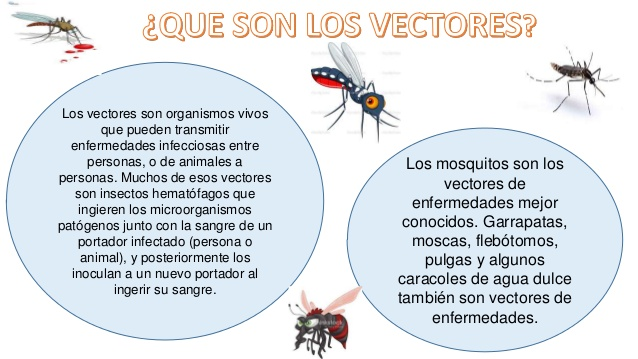 ¿QUE SON LOS VECTORES?
Los vectores son organismos vivos
que pueden transmitir
enfermedades infecciosas entre
personas, o de animales a
personas. Muchos de esos vectores
son insectos hematófagos que
ingieren los microorganismos
patógenos junto con la sangre de un
portador infectado (persona o
animal), y posteriormente los
inoculan a un nuevo portador al
ingerir su sangre.
Los mosquitos son los
vectores de
enfermedades mejor
conocidos. Garrapatas,
moscas, flebótomos,
pulgas y algunos
caracoles de agua dulce
también son vectores de
enfermedades.